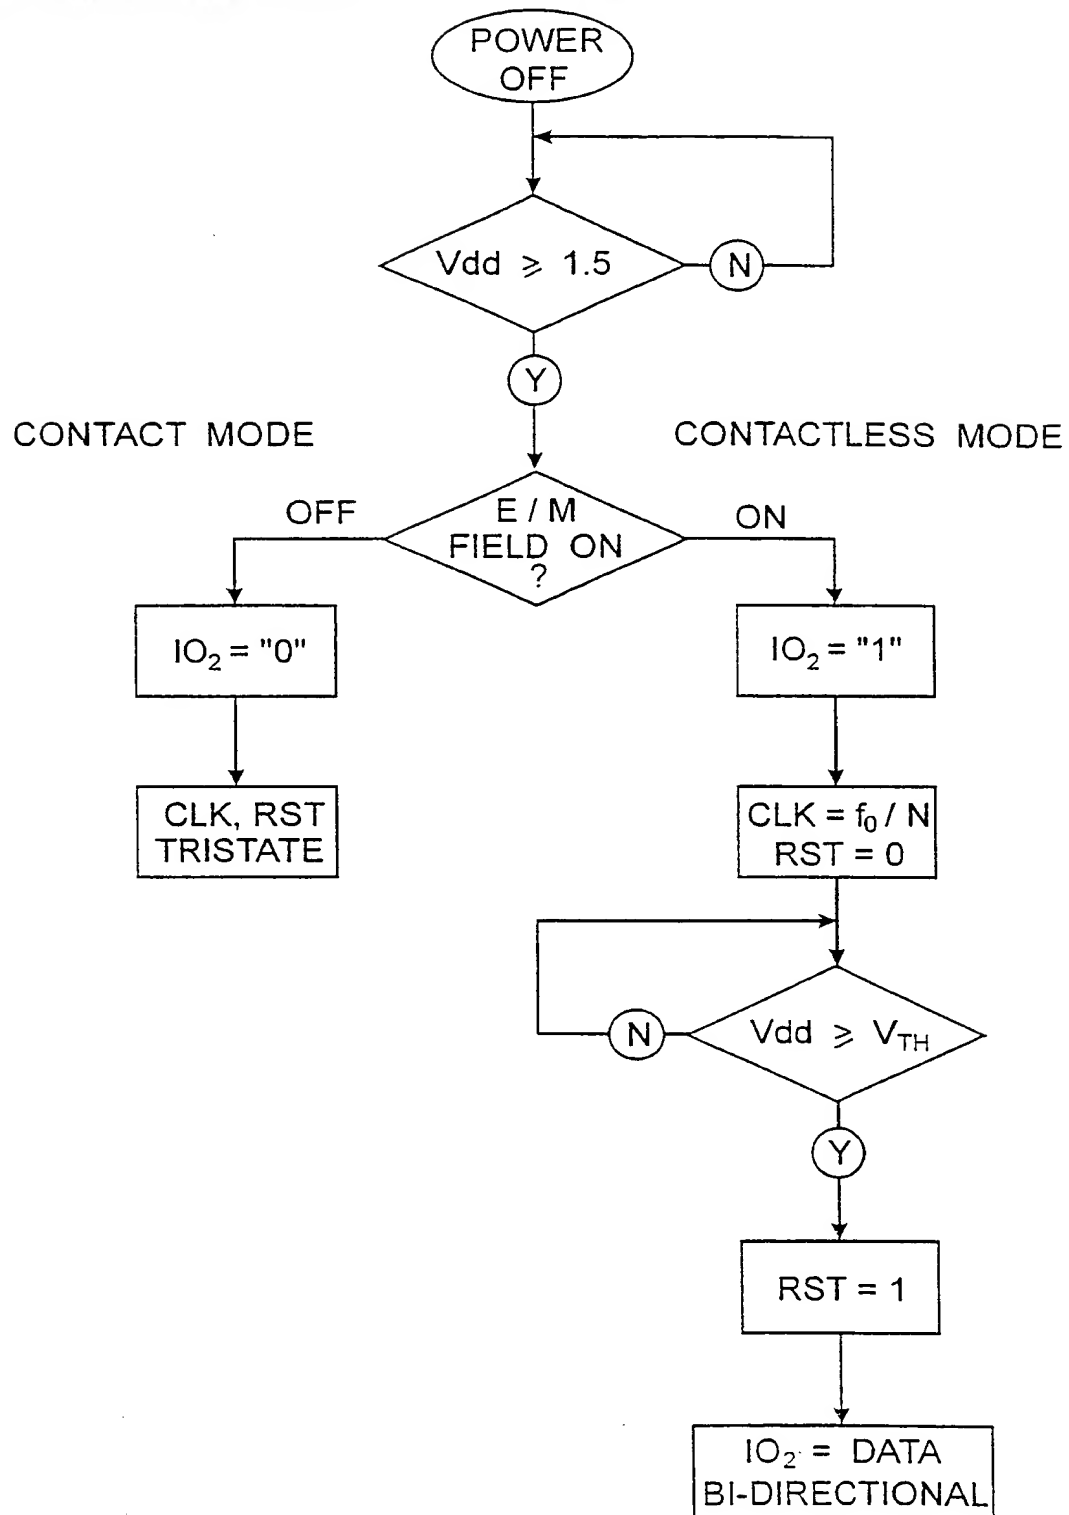 POWER
OFF
Vdd ⩾ 1.5
N
Y
CONTACT MODE
CONTACTLESS MODE
OFF
E / M
FIELD ON
?
ON
IO₂ = "0"
IO₂ = "1"
CLK, RST
TRISTATE
CLK = f₀ / N
RST = 0
N
Vdd ⩾ V_TH
Y
RST = 1
IO₂ = DATA
BI-DIRECTIONAL